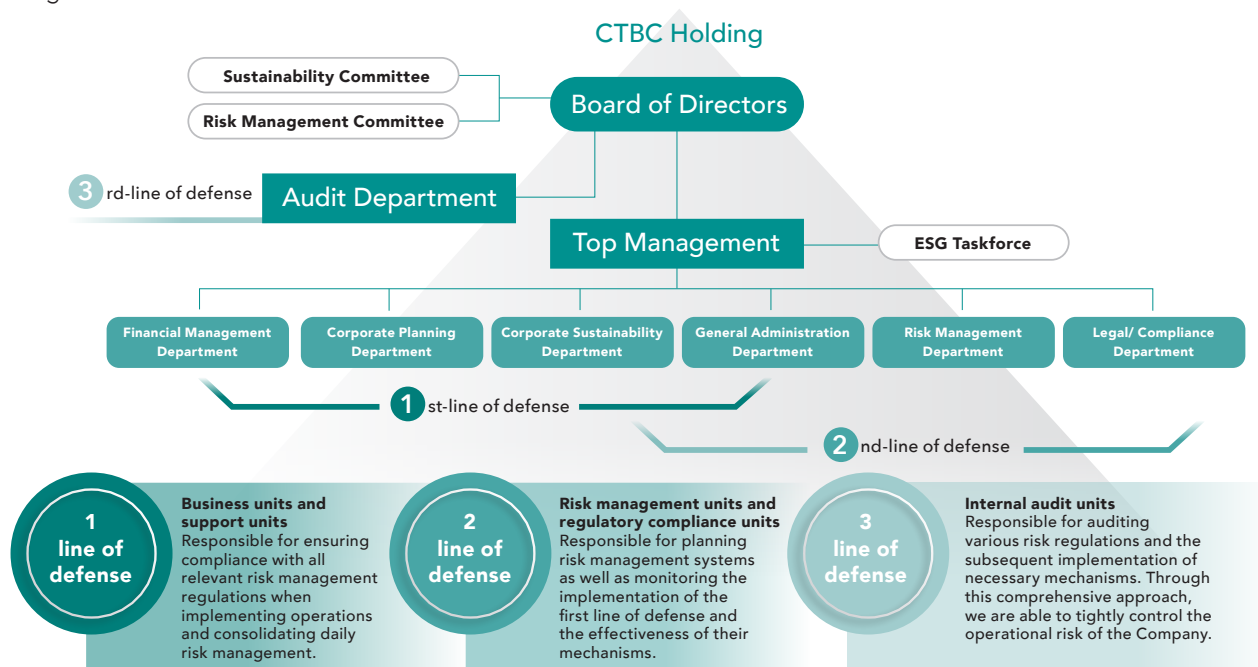 CTBC Holding
Sustainability Committee
Board of Directors
Risk Management Committee
3 rd-line of defense
Audit Department
Top Management
ESG Taskforce
Financial Management
Department
Corporate Planning
Department
Corporate Sustainability
Department
General Administration
Department
Risk Management
Department
Legal/ Compliance
Department
1 st-line of defense
2 nd-line of defense
1
line of
defense
Business units and
support units
Responsible for ensuring
compliance with all
relevant risk management
regulations when
implementing operations
and consolidating daily
risk management.
2
line of
defense
Risk management units and
regulatory compliance units
Responsible for planning
risk management systems
as well as monitoring the
implementation of the
first line of defense and
the effectiveness of their
mechanisms.
3
line of
defense
Internal audit units
Responsible for auditing
various risk regulations and the
subsequent implementation of
necessary mechanisms. Through
this comprehensive approach,
we are able to tightly control the
operational risk of the Company.